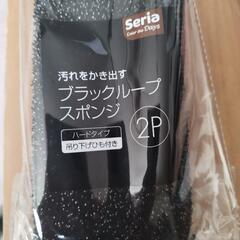 Seria
Color the Days
汚れをかき出す
ブラックループ
スポンジ
2P
ハードタイプ
吊り下げひも付き